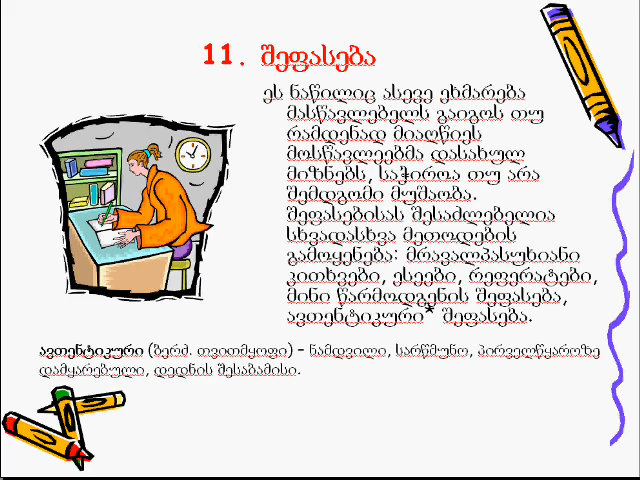 11. შეფასება
ეს ნაწილიც ასევე ეხმარება
მასწავლებელს გაიგოს თუ
რამდენად მიაღწიეს
მოსწავლეებმა დასახულ
მიზნებს, საჭიროა თუ არა
შემდგომი მუშაობა.
შეფასებისას შესაძლებელია
სხვადასხვა მეთოდების
გამოყენება: მრავალპასუხიანი
კითხვები, ესეები, რეფერატები,
მინი წარმოდგენის შეფასება,
ავთენტიკური* შეფასება.
ავთენტიკური (ბერძ. თვითმყოფი) – ნამდვილი, სარწმუნო, პირველწყაროზე
დამყარებული, დედნის შესაბამისი.